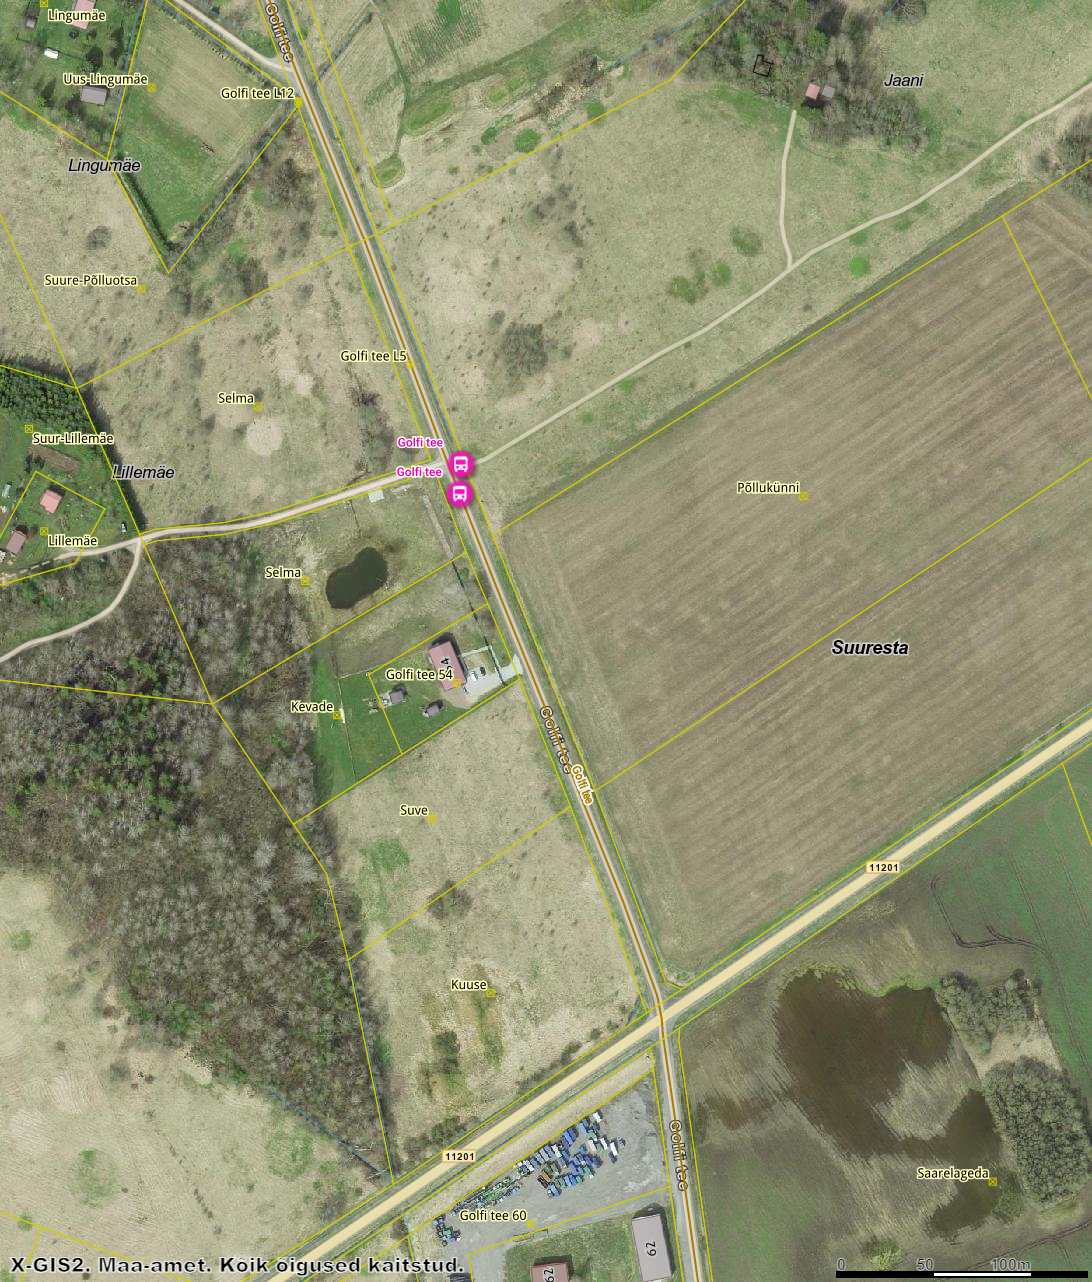 Lingumäe
Golfi tee
Uus-Lingumäe
Golfi tee L12
Jaani
Lingumäe
Suure-Põlluotsa
Golfi tee L5
Selma
Suur-Lillemäe
Golfi tee
Lillemäe
Golfi tee
Põllukünni
Lillemäe
Selma
Suuresta
54
Golfi tee 54
Kevade
Golfi tee
Golfi tee
Suve
11201
Kuuse
11201
Golfi tee
Saarelageda
Golfi tee 60
62
62
X-GIS2. Maa-amet. Kõik õigused kaitstud.
0 50 100m